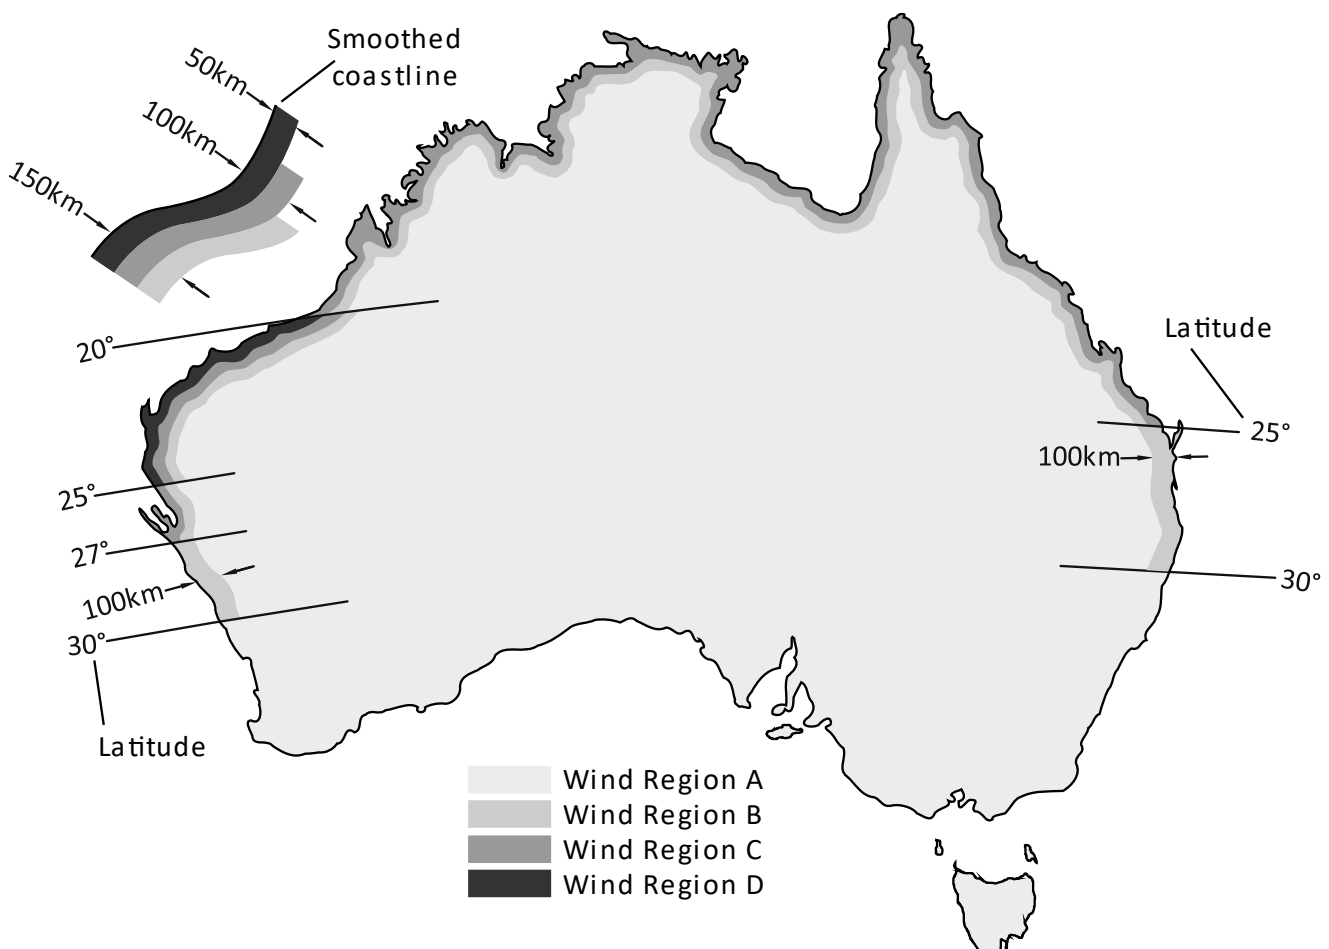 Smoothed
coastline
50km
100km
150km
20°
Latitude
25°
100km
25°
27°
100km
30°
30°
Latitude
Wind Region A
Wind Region B
Wind Region C
Wind Region D